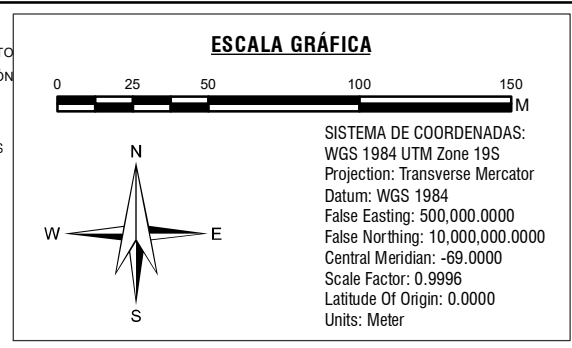 ESCALA GRÁFICA
0 25 50 100 150
M
SISTEMA DE COORDENADAS:
WGS 1984 UTM Zone 19S
Projection: Transverse Mercator
Datum: WGS 1984
False Easting: 500,000.0000
False Northing: 10,000,000.0000
Central Meridian: -69.0000
Scale Factor: 0.9996
Latitude Of Origin: 0.0000
Units: Meter
N
W E
S